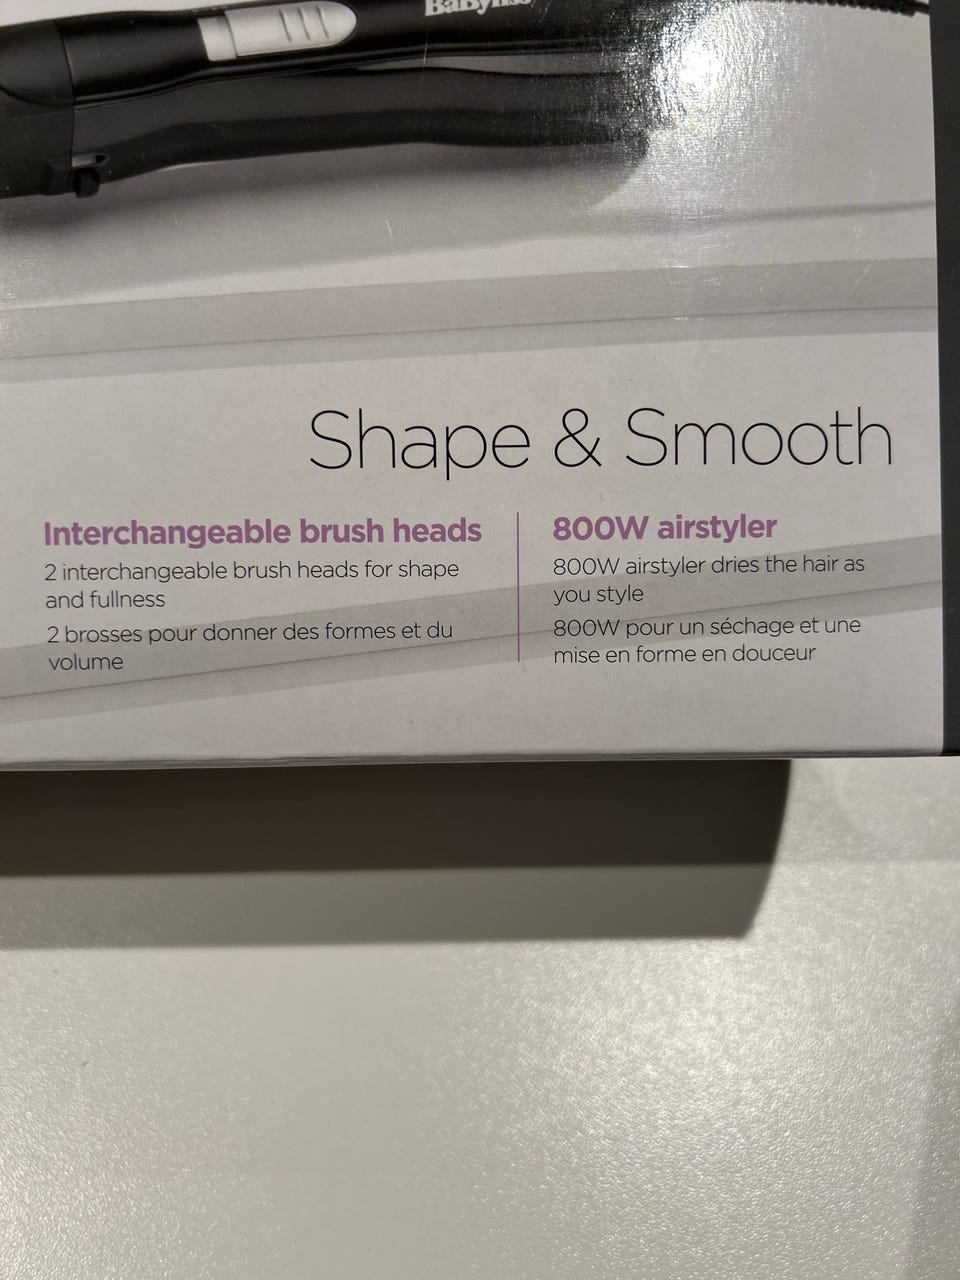 BaByliss
Shape & Smooth
Interchangeable brush heads
2 interchangeable brush heads for shape
and fullness
2 brosses pour donner des formes et du
volume
800W airstyler
800W airstyler dries the hair as
you style
800W pour un séchage et une
mise en forme en douceur